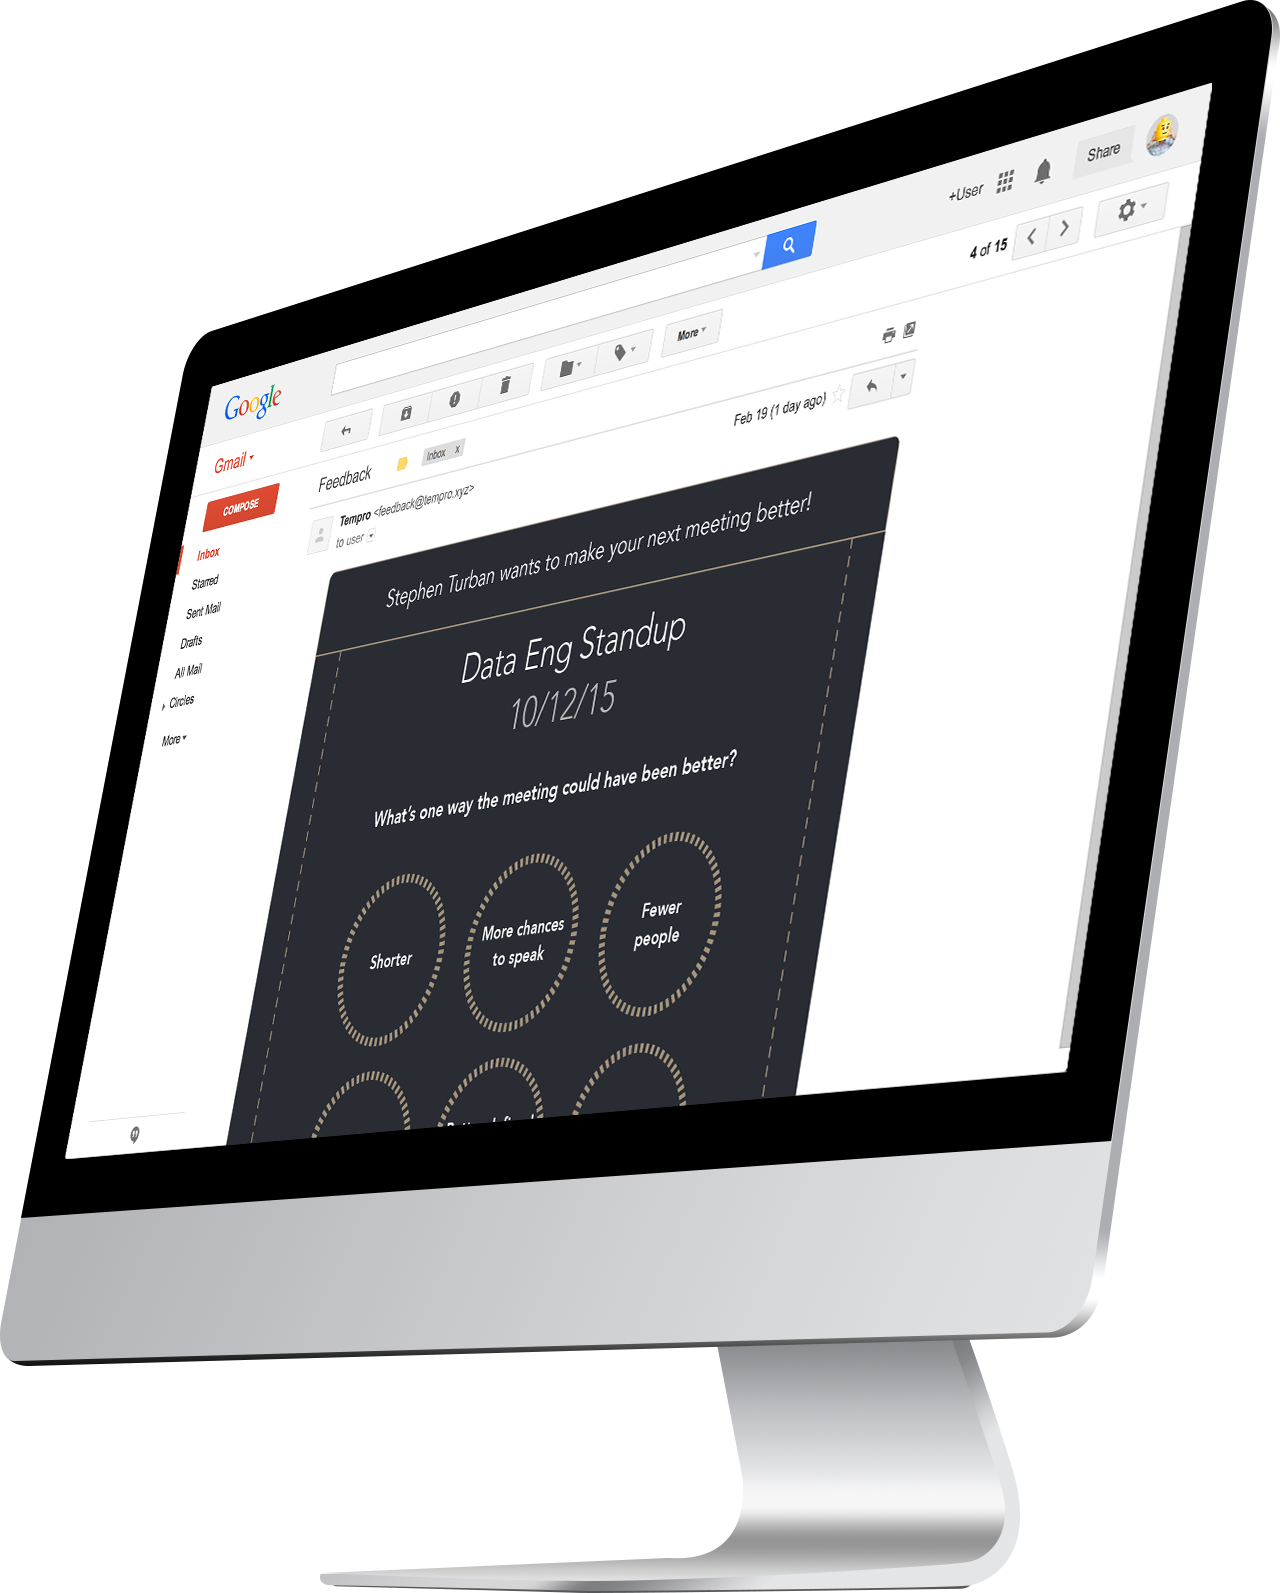 +User
Share
Google
4 of 15
Gmail
More
COMPOSE
Feedback
Inbox x
Feb 19 (1 day ago)
Tempro <feedback@tempro.xyz>
to user
Inbox
Starred
Sent Mail
Drafts
All Mail
Circles
More
Stephen Turban wants to make your next meeting better!
Data Eng Standup
10/12/15
What's one way the meeting could have been better?
Shorter
More chances
to speak
Fewer
people